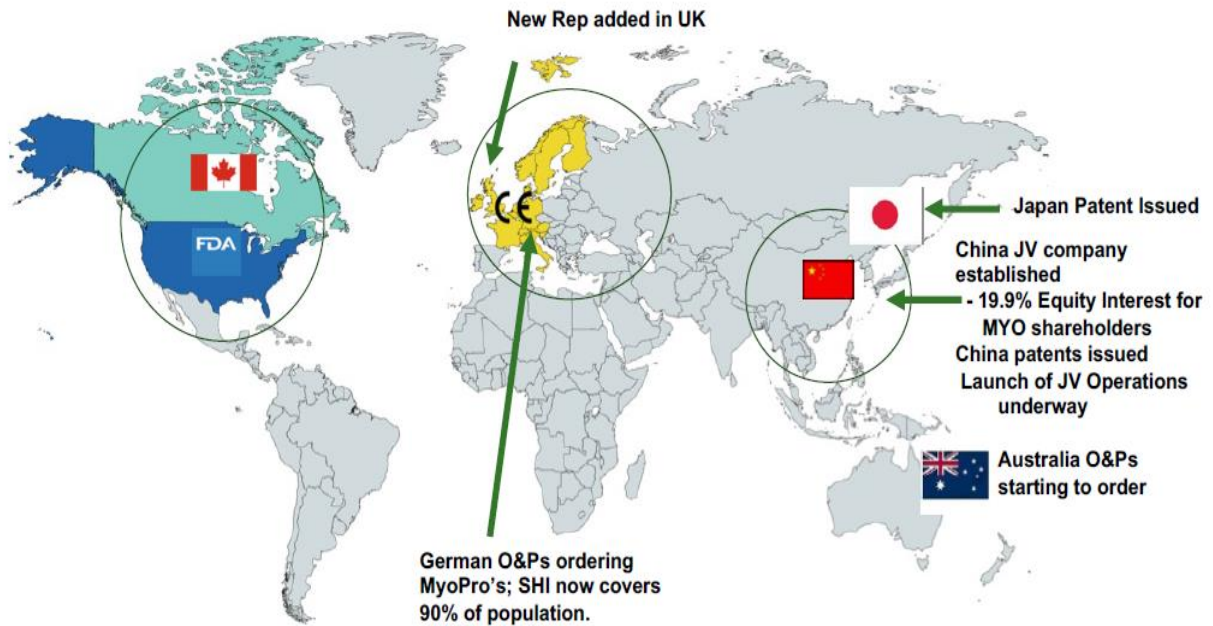 New Rep added in UK
FDA
CE
Japan Patent Issued
China JV company
established
- 19.9% Equity Interest for
MYO shareholders
China patents issued
Launch of JV Operations
underway
Australia O&Ps
starting to order
German O&Ps ordering
MyoPro’s; SHI now covers
90% of population.